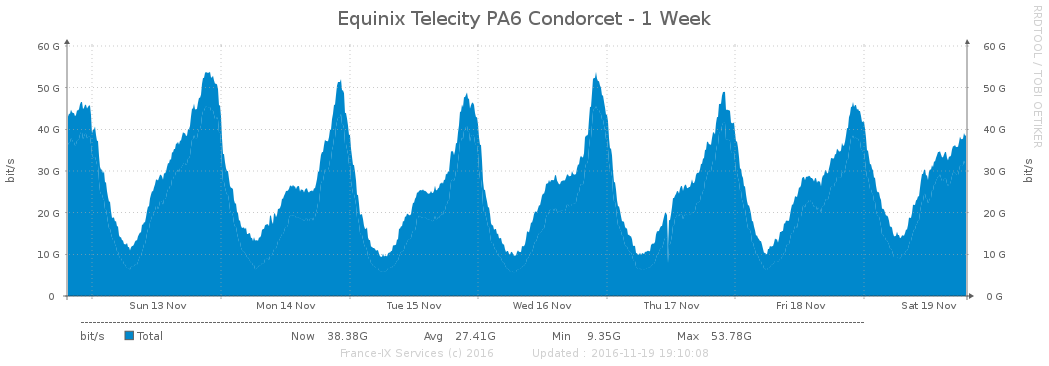 Equinix Telecity PA6 Condorcet - 1 Week
RRDTOOL / TOBI OETIKER
bit/s
60 G 60 G
50 G 50 G
40 G 40 G
30 G 30 G
20 G 20 G
10 G 10 G
0 0 G
bit/s
Sun 13 Nov Mon 14 Nov Tue 15 Nov Wed 16 Nov Thu 17 Nov Fri 18 Nov Sat 19 Nov
bit/s Total Now 38.38G Avg 27.41G Min 9.35G Max 53.78G
France-IX Services (c) 2016 Updated : 2016-11-19 19:10:08